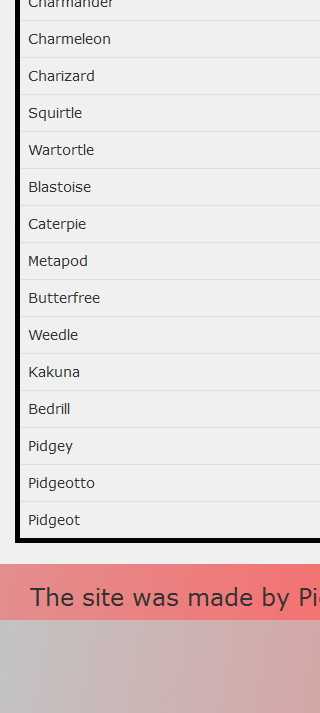 Charmander
Charmeleon
Charizard
Squirtle
Wartortle
Blastoise
Caterpie
Metapod
Butterfree
Weedle
Kakuna
Bedrill
Pidgey
Pidgeotto
Pidgeot
The site was made by